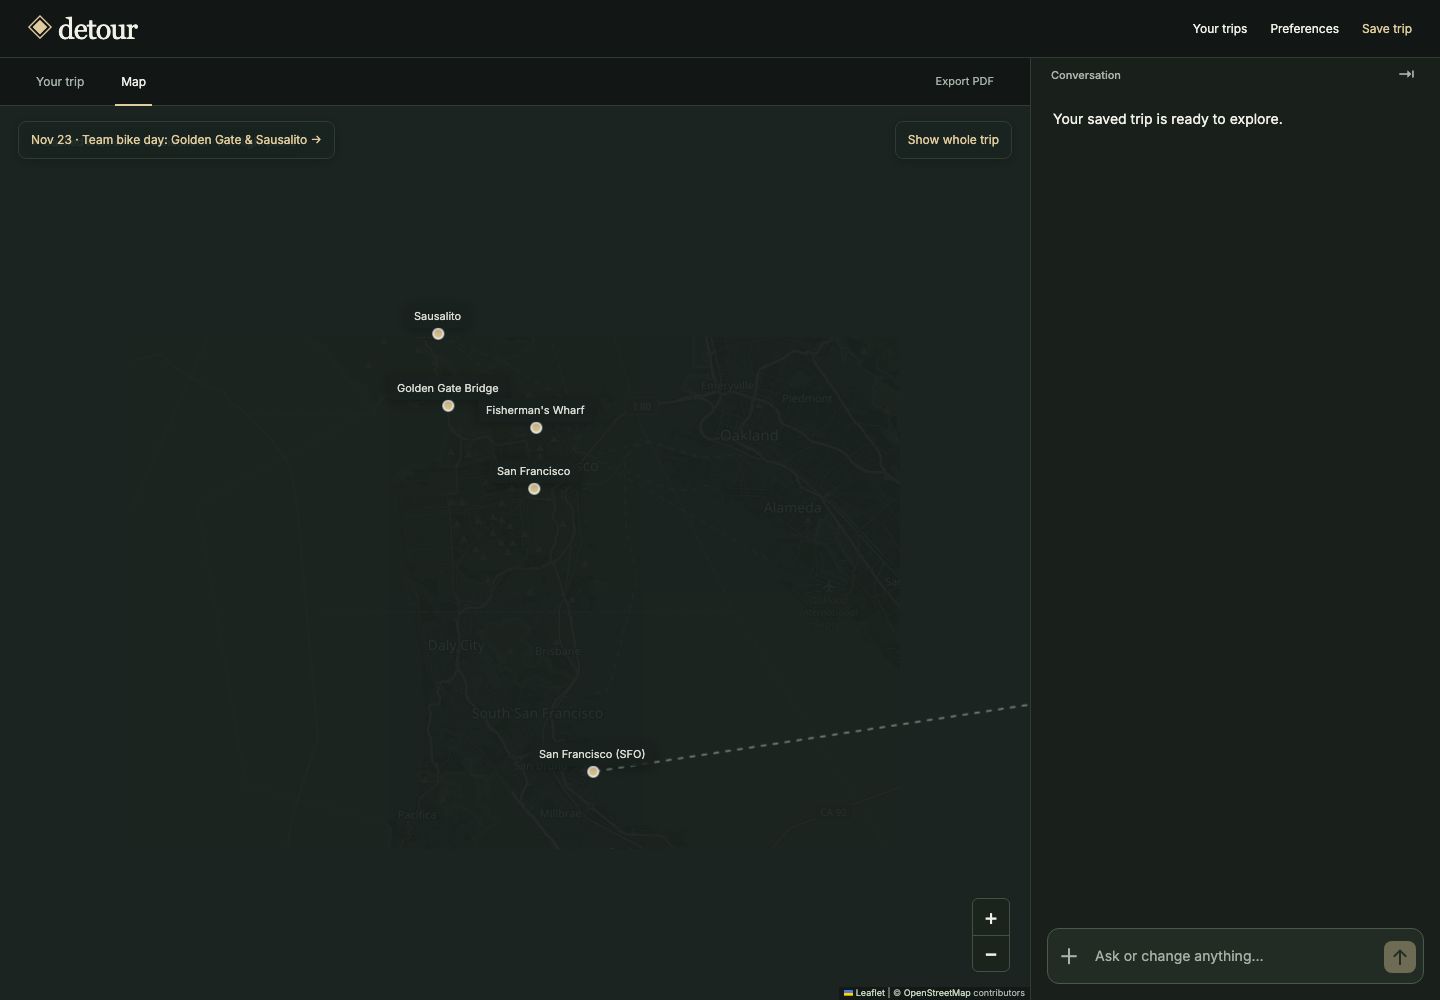 detour
Your trips
Preferences
Save trip
Your trip
Map
Export PDF
Conversation
Nov 23 · Team bike day: Golden Gate & Sausalito →
Show whole trip
Your saved trip is ready to explore.
Sausalito
Golden Gate Bridge
Fisherman's Wharf
San Francisco
Emeryville
Piedmont
I 80
Oakland
Alameda
Daly City
Brisbane
South San Francisco
San Francisco (SFO)
Pacifica
Millbrae
CA 92
+
−
Ask or change anything...
Leaflet | © OpenStreetMap contributors